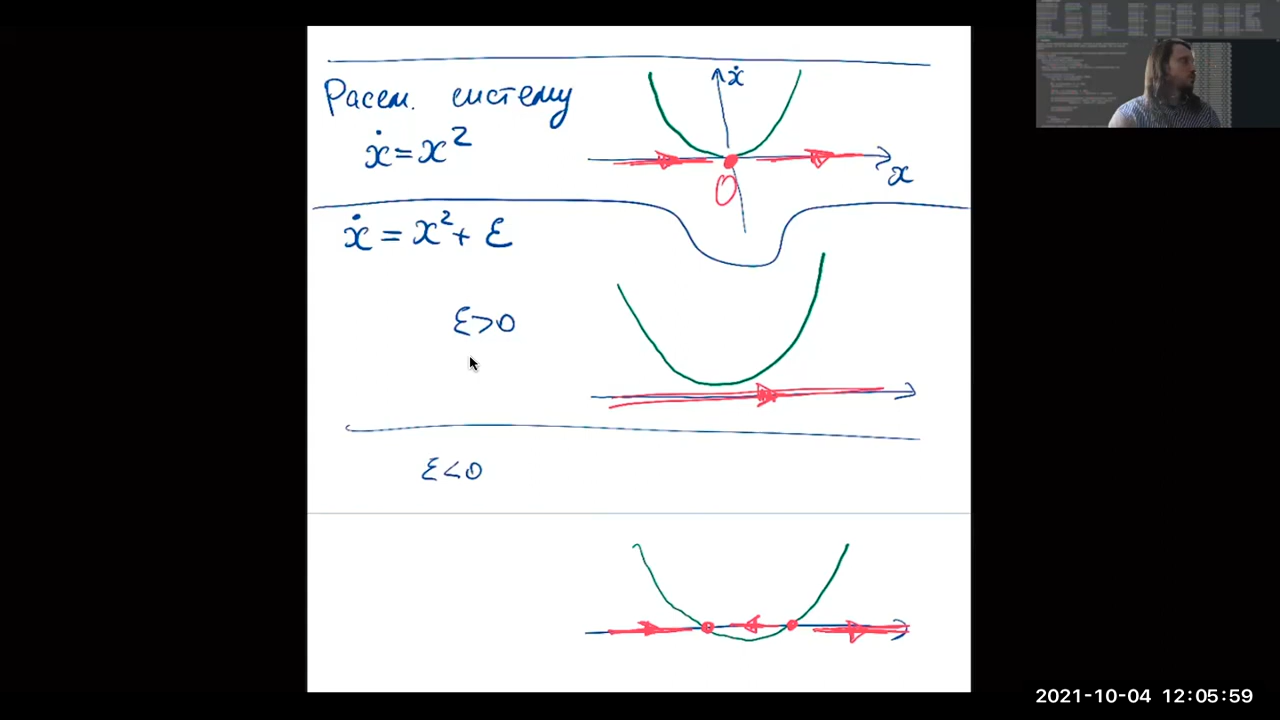 Рассм. систему
ẋ
ẋ = x²
x
0
ẋ = x² + ε
ε>0
ε<0
2021-10-04 12:05:59